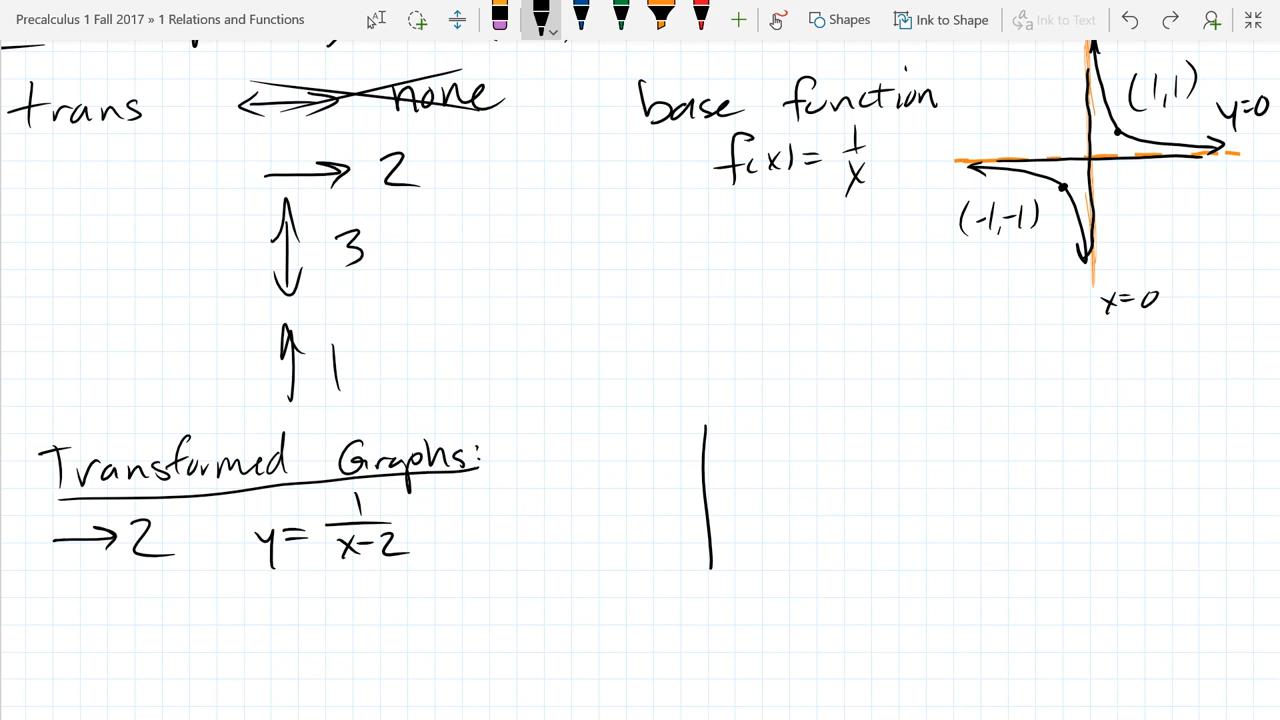 Precalculus 1 Fall 2017 » 1 Relations and Functions
Shapes
Ink to Shape
Ink to Text
trans
none
base function
f(x) = 1/x
(1,1)
y=0
→ 2
(-1,-1)
↕ 3
x=0
↑ 1
Transformed Graphs:
→ 2 y = 1/(x-2)